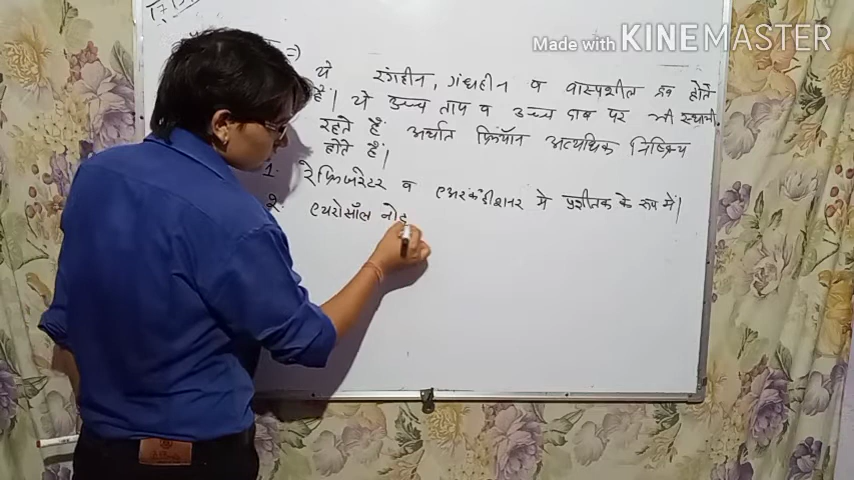 Made with KINEMASTER
=> ये रंगहीन, गंधहीन व वाष्पशील द्रव होते
हैं। ये उच्च ताप व उच्च दाब पर भी स्थायी
रहते हैं अर्थात फ्रिऑन अत्यधिक निष्क्रिय
होते हैं।
1. रेफ्रिजरेटर व एअरकंडीशनर मे प्रशीतक के रूप में।
2. एयरोसॉल